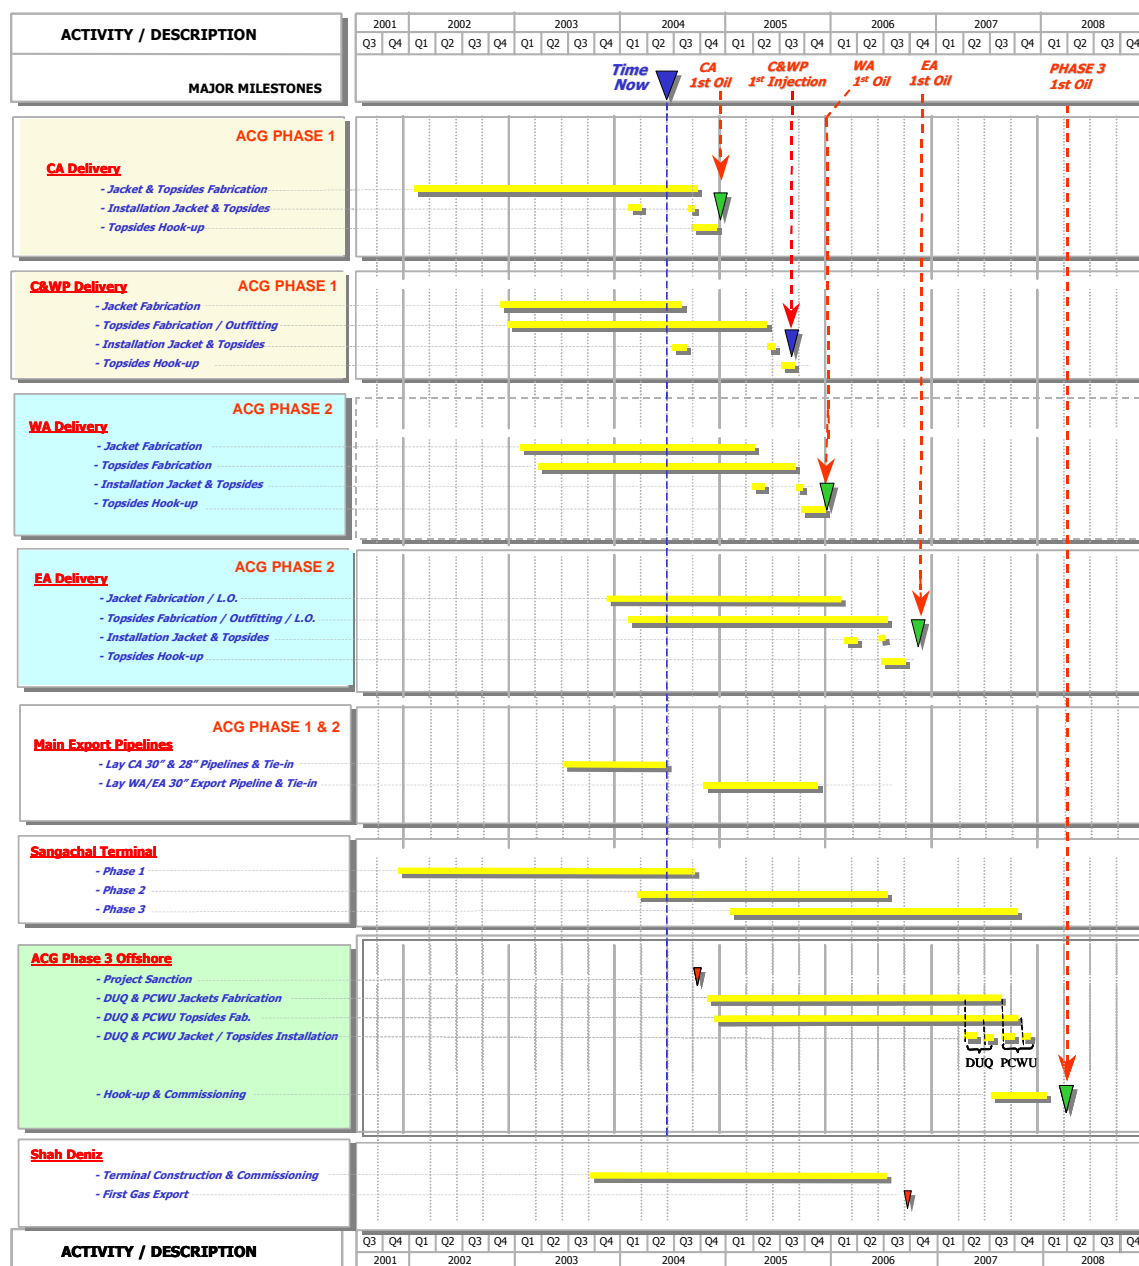 ACTIVITY / DESCRIPTION
2001 2002 2003 2004 2005 2006 2007 2008
Q3 Q4 Q1 Q2 Q3 Q4 Q1 Q2 Q3 Q4 Q1 Q2 Q3 Q4 Q1 Q2 Q3 Q4 Q1 Q2 Q3 Q4 Q1 Q2 Q3 Q4 Q1 Q2 Q3 Q4
MAJOR MILESTONES
Time Now
CA 1st Oil
C&WP 1st Injection
WA 1st Oil
EA 1st Oil
PHASE 3 1st Oil
ACG PHASE 1
CA Delivery
- Jacket & Topsides Fabrication
- Installation Jacket & Topsides
- Topsides Hook-up
C&WP Delivery ACG PHASE 1
- Jacket Fabrication
- Topsides Fabrication / Outfitting
- Installation Jacket & Topsides
- Topsides Hook-up
ACG PHASE 2
WA Delivery
- Jacket Fabrication
- Topsides Fabrication
- Installation Jacket & Topsides
- Topsides Hook-up
ACG PHASE 2
EA Delivery
- Jacket Fabrication / L.O.
- Topsides Fabrication / Outfitting / L.O.
- Installation Jacket & Topsides
- Topsides Hook-up
ACG PHASE 1 & 2
Main Export Pipelines
- Lay CA 30" & 28" Pipelines & Tie-in
- Lay WA/EA 30" Export Pipeline & Tie-in
Sangachal Terminal
- Phase 1
- Phase 2
- Phase 3
ACG Phase 3 Offshore
- Project Sanction
- DUQ & PCWU Jackets Fabrication
- DUQ & PCWU Topsides Fab.
- DUQ & PCWU Jacket / Topsides Installation
DUQ PCWU
- Hook-up & Commissioning
Shah Deniz
- Terminal Construction & Commissioning
- First Gas Export
Q3 Q4 Q1 Q2 Q3 Q4 Q1 Q2 Q3 Q4 Q1 Q2 Q3 Q4 Q1 Q2 Q3 Q4 Q1 Q2 Q3 Q4 Q1 Q2 Q3 Q4 Q1 Q2 Q3 Q4
ACTIVITY / DESCRIPTION
2001 2002 2003 2004 2005 2006 2007 2008